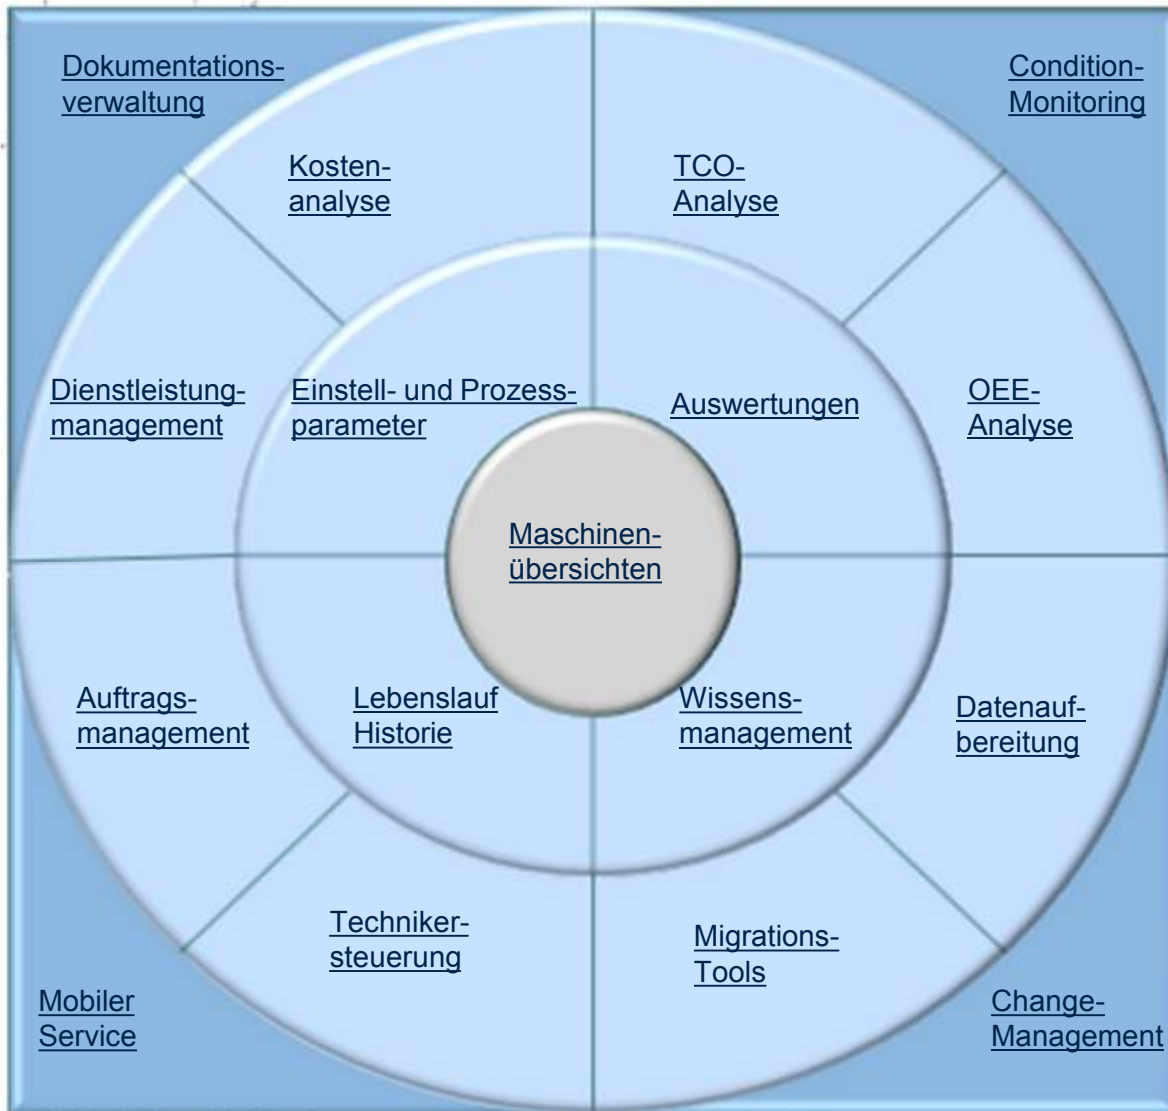 Dokumentations-
verwaltung
Condition-
Monitoring
Kosten-
analyse
TCO-
Analyse
Dienstleistung-
management
Einstell- und Prozess-
parameter
Auswertungen
OEE-
Analyse
Maschinen-
übersichten
Auftrags-
management
Lebenslauf
Historie
Wissens-
management
Datenauf-
bereitung
Techniker-
steuerung
Migrations-
Tools
Mobiler
Service
Change-
Management